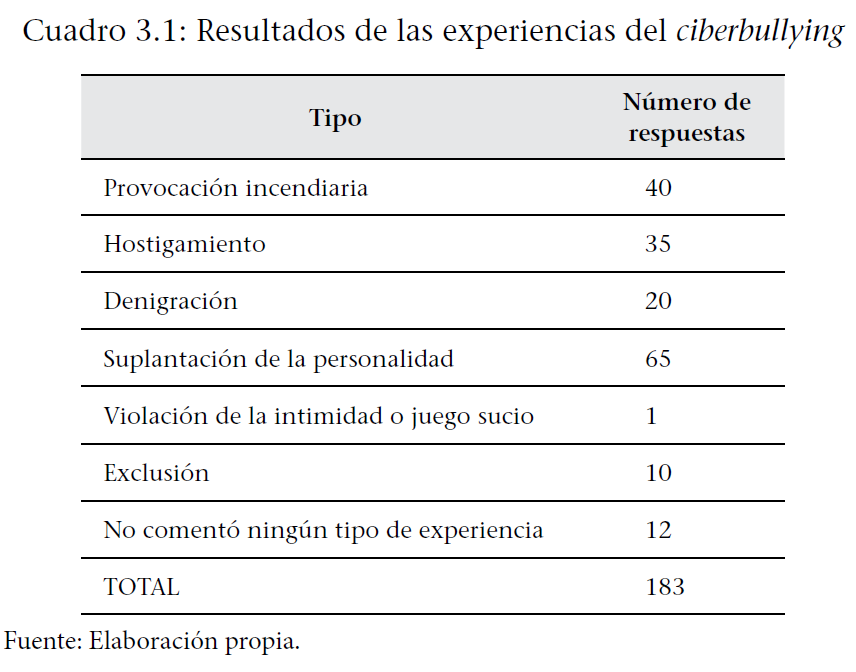 Cuadro 3.1: Resultados de las experiencias del ciberbullying
Tipo
Número de
respuestas
Provocación incendiaria 40
Hostigamiento 35
Denigración 20
Suplantación de la personalidad 65
Violación de la intimidad o juego sucio 1
Exclusión 10
No comentó ningún tipo de experiencia 12
TOTAL 183
Fuente: Elaboración propia.